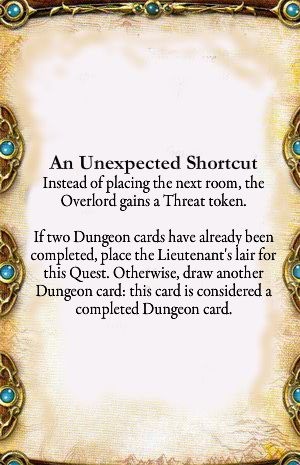 An Unexpected Shortcut
Instead of placing the next room, the
Overlord gains a Threat token.
If two Dungeon cards have already been
completed, place the Lieutenant's lair for
this Quest. Otherwise, draw another
Dungeon card: this card is considered a
completed Dungeon card.